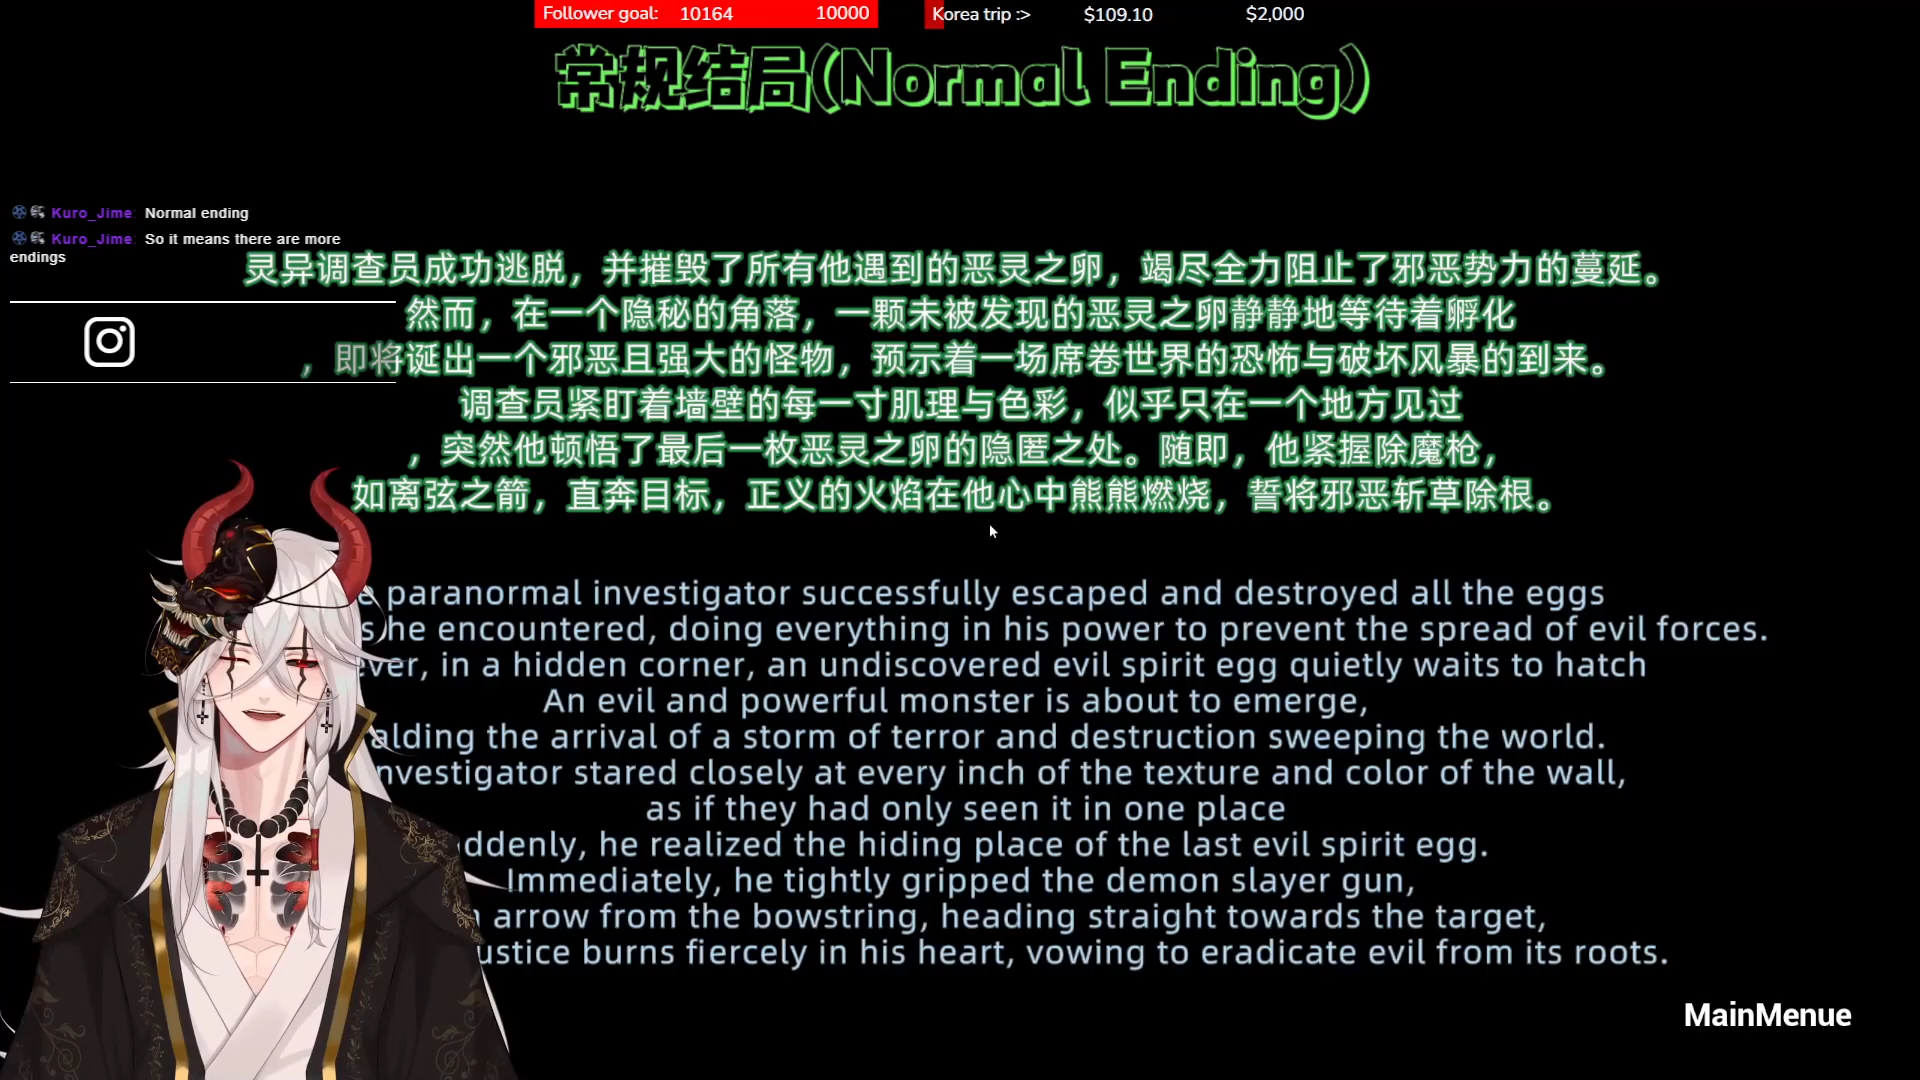 Follower goal: 10164 10000 Korea trip :> $109.10 $2,000
常规结局(Normal Ending)
Kuro_Jime: Normal ending
Kuro_Jime: So it means there are more
endings
灵异调查员成功逃脱，并摧毁了所有他遇到的恶灵之卵，竭尽全力阻止了邪恶势力的蔓延。
然而，在一个隐秘的角落，一颗未被发现的恶灵之卵静静地等待着孵化
，即将诞出一个邪恶且强大的怪物，预示着一场席卷世界的恐怖与破坏风暴的到来。
调查员紧盯着墙壁的每一寸肌理与色彩，似乎只在一个地方见过
，突然他顿悟了最后一枚恶灵之卵的隐匿之处。随即，他紧握除魔枪，
如离弦之箭，直奔目标，正义的火焰在他心中熊熊燃烧，誓将邪恶斩草除根。
paranormal investigator successfully escaped and destroyed all the eggs
he encountered, doing everything in his power to prevent the spread of evil forces.
ever, in a hidden corner, an undiscovered evil spirit egg quietly waits to hatch
An evil and powerful monster is about to emerge,
alding the arrival of a storm of terror and destruction sweeping the world.
nvestigator stared closely at every inch of the texture and color of the wall,
as if they had only seen it in one place
ddenly, he realized the hiding place of the last evil spirit egg.
Immediately, he tightly gripped the demon slayer gun,
arrow from the bowstring, heading straight towards the target,
ustice burns fiercely in his heart, vowing to eradicate evil from its roots.
MainMenue